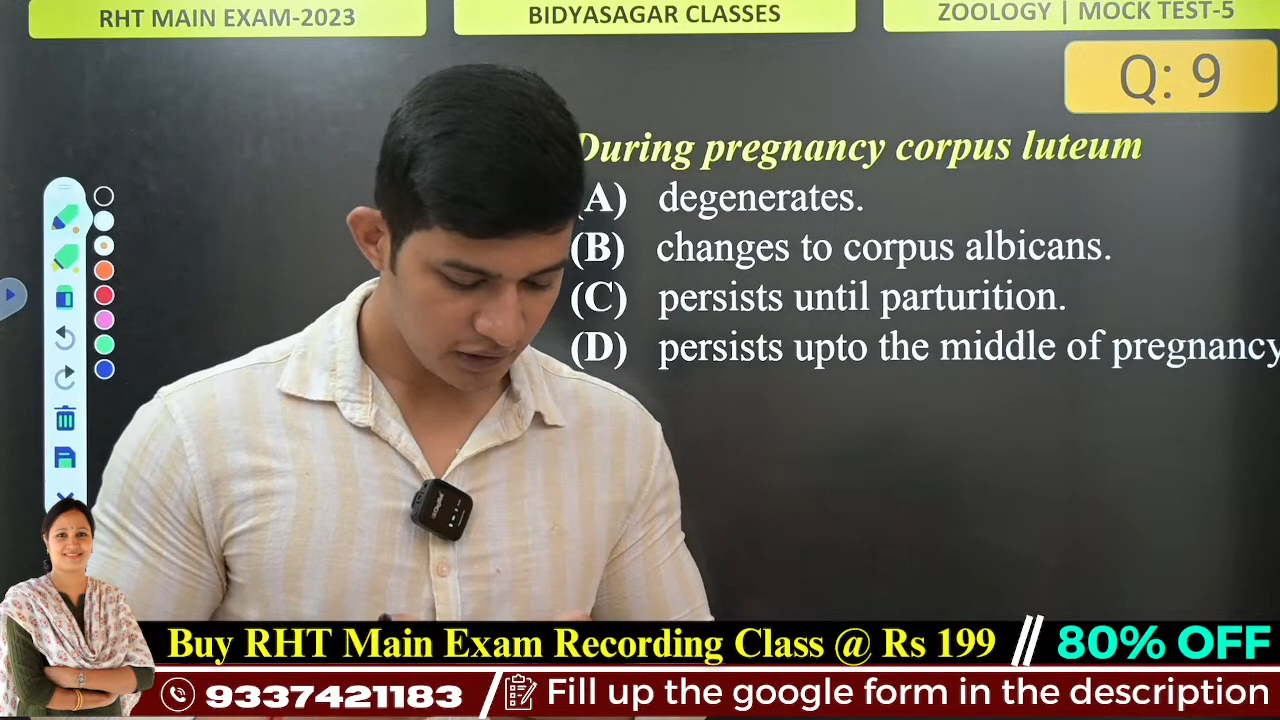 RHT MAIN EXAM-2023
BIDYASAGAR CLASSES
ZOOLOGY | MOCK TEST-5
Q: 9
During pregnancy corpus luteum
(A) degenerates.
(B) changes to corpus albicans.
(C) persists until parturition.
(D) persists upto the middle of pregnancy
Buy RHT Main Exam Recording Class @ Rs 199 // 80% OFF
9337421183
Fill up the google form in the description